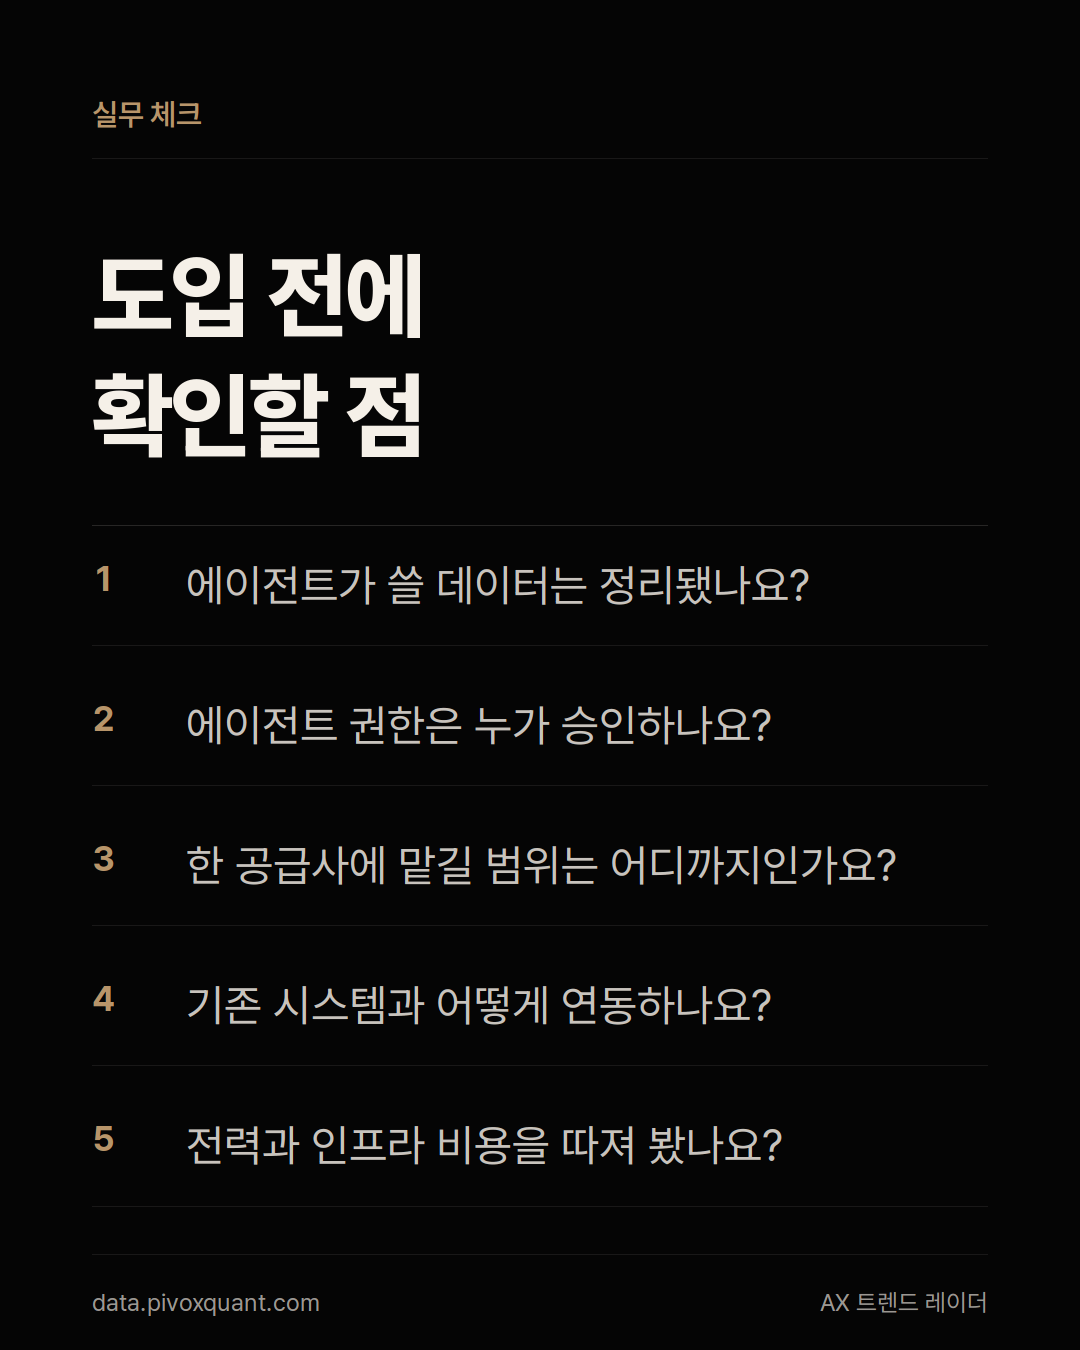 실무 체크
도입 전에
확인할 점
1 에이전트가 쓸 데이터는 정리됐나요?
2 에이전트 권한은 누가 승인하나요?
3 한 공급사에 맡길 범위는 어디까지인가요?
4 기존 시스템과 어떻게 연동하나요?
5 전력과 인프라 비용을 따져 봤나요?
data.pivoxquant.com AX 트렌드 레이더